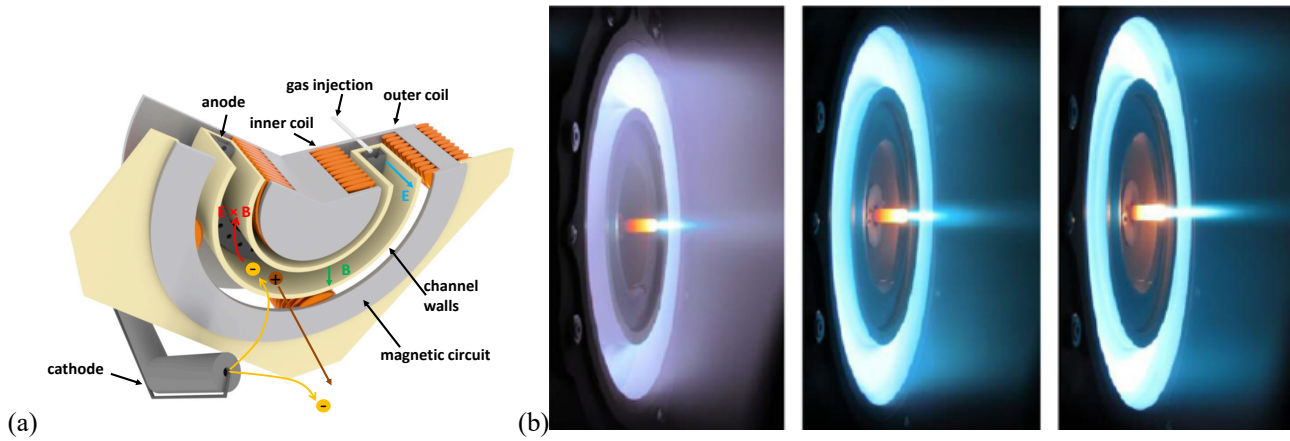 gas injection
anode
outer coil
inner coil
E
E × B
B
-
+
channel
walls
magnetic circuit
cathode
-
(a)
(b)